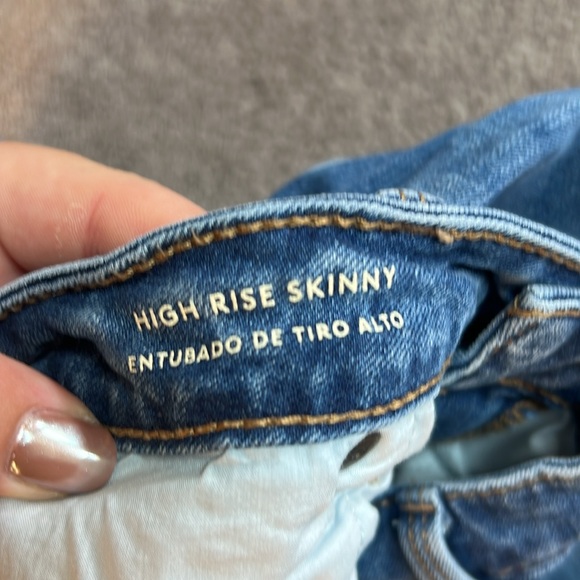 HIGH RISE SKINNY
ENTUBADO DE TIRO ALTO